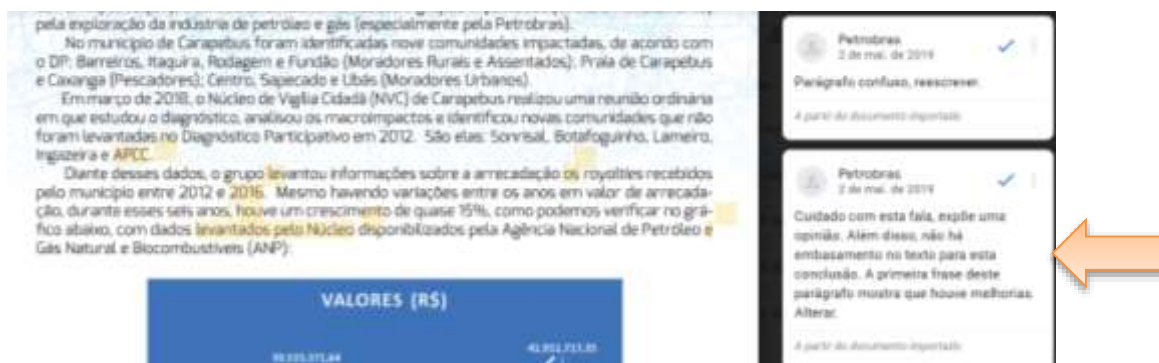 pela exploração da indústria de petróleo e gás (especialmente pela Petrobras).
No município de Carapebus foram identificadas nove comunidades impactadas, de acordo com
o DP: Barreiros, Itaquira, Rodagem e Fundão (Moradores Rurais e Assentados); Praia de Carapebus
e Caxanga (Pescadores); Centro, Sapecado e Ubás (Moradores Urbanos).
Em março de 2018, o Núcleo de Vigília Cidadã (NVC) de Carapebus realizou uma reunião ordinária
em que estudou o diagnóstico, analisou os macroimpactos e identificou novas comunidades que não
foram levantadas no Diagnóstico Participativo em 2012. São elas: Sonrisal, Botafoguinho, Lameiro,
Ingazeira e APCC.
Diante desses dados, o grupo levantou informações sobre a arrecadação os royalties recebidos
pelo município entre 2012 e 2016. Mesmo havendo variações entre os anos em valor de arrecada-
ção, durante esses seis anos, houve um crescimento de quase 15%, como podemos verificar no grá-
fico abaixo, com dados levantados pelo Núcleo disponibilizados pela Agência Nacional de Petróleo e
Gás Natural e Biocombustíveis (ANP):
VALORES (R$)
Petrobras
2 de mai. de 2019
Parágrafo confuso, reescrever.
A partir do documento importado
Petrobras
2 de mai. de 2019
Cuidado com esta fala, expõe uma
opinião. Além disso, não há
embasamento no texto para esta
conclusão. A primeira frase deste
parágrafo mostra que houve melhorias.
Alterar.
A partir do documento importado